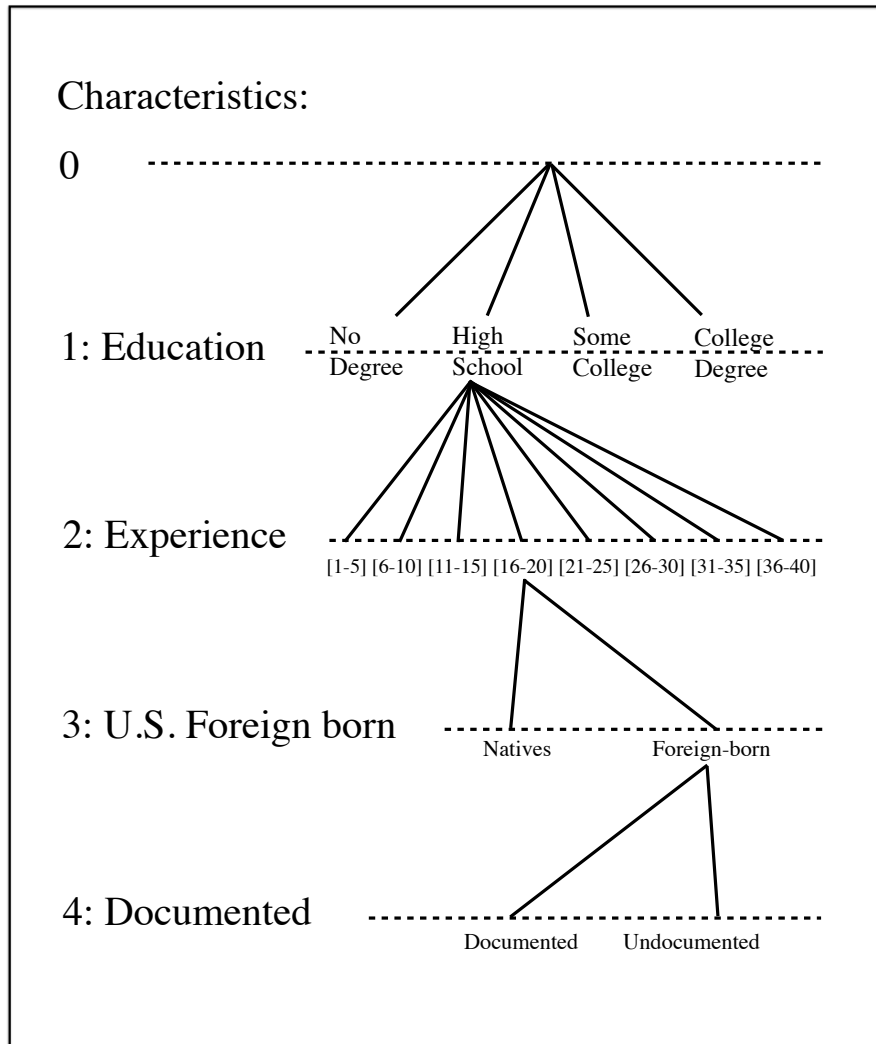 Characteristics:
0
1: Education
No Degree
High School
Some College
College Degree
2: Experience
[1-5] [6-10] [11-15] [16-20] [21-25] [26-30] [31-35] [36-40]
3: U.S. Foreign born
Natives Foreign-born
4: Documented
Documented Undocumented